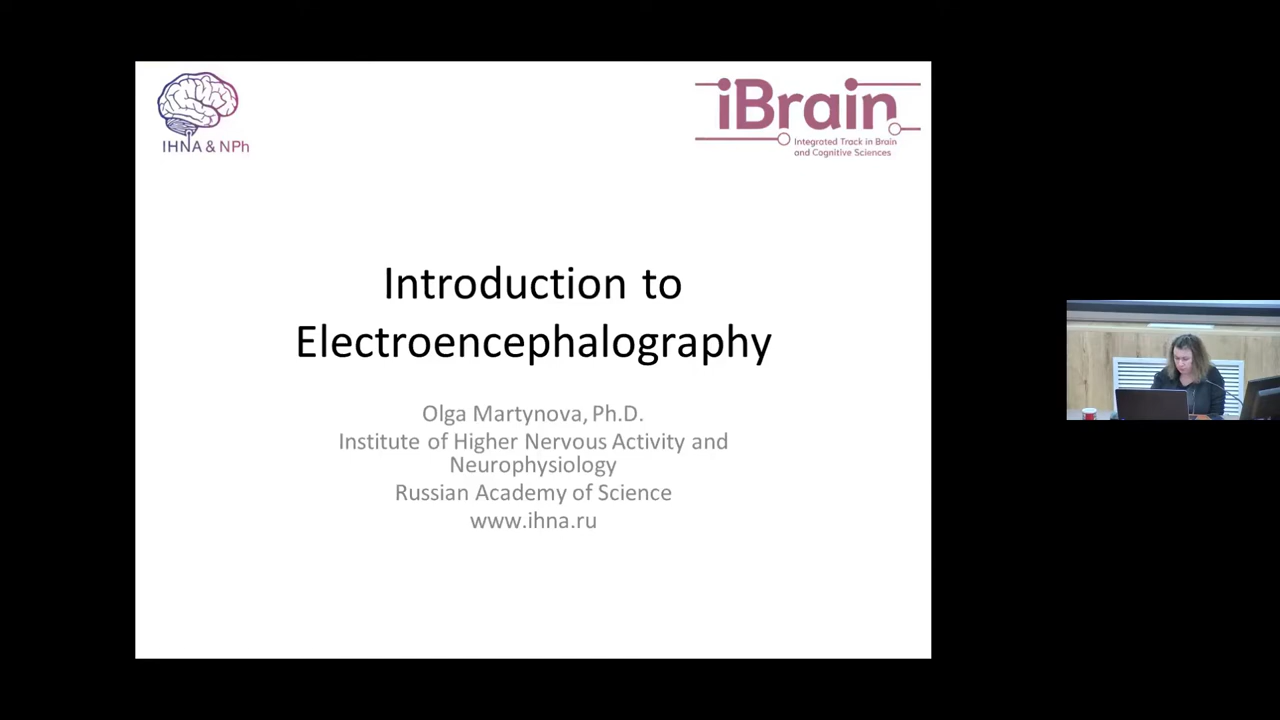 IHNA & NPh
iBrain
Integrated Track in Brain
and Cognitive Sciences
Introduction to
Electroencephalography
Olga Martynova, Ph.D.
Institute of Higher Nervous Activity and
Neurophysiology
Russian Academy of Science
www.ihna.ru